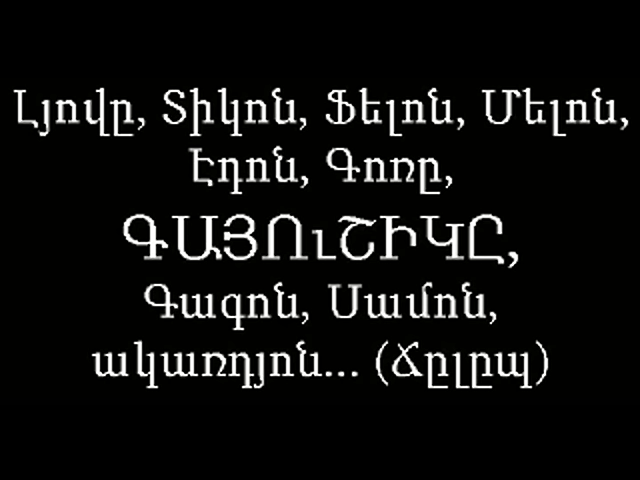 Լյովը, Տիկոն, Ֆելոն, Մելոն,
Էդոն, Գոռը,
ԳԱՅՈւՇԻԿԸ,
Գագոն, Սամոն,
ակառդյոն... (Ճըլըպ)